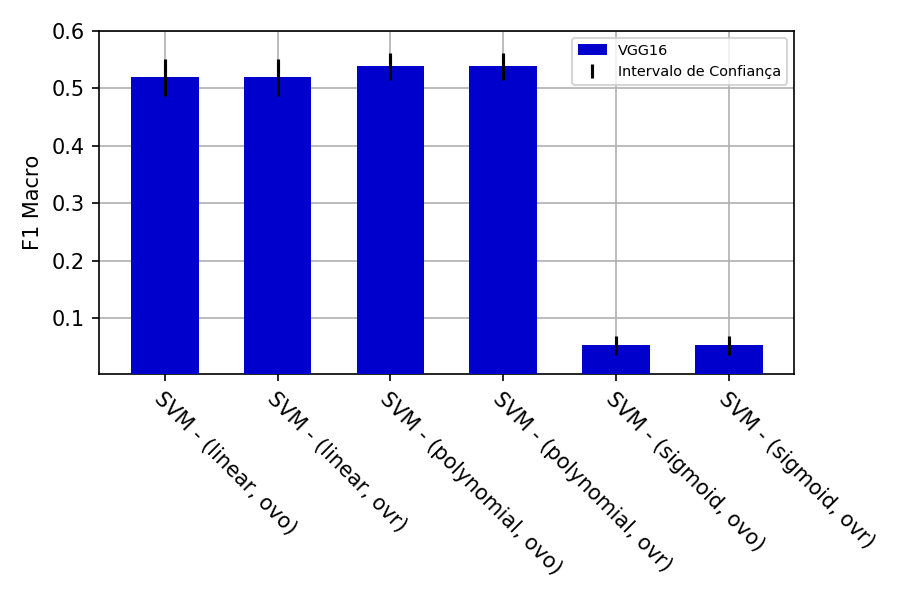 0.6
0.5
0.4
0.3
0.2
0.1
F1 Macro
VGG16
Intervalo de Confiança
SVM - (linear, ovo)
SVM - (linear, ovr)
SVM - (polynomial, ovo)
SVM - (polynomial, ovr)
SVM - (sigmoid, ovo)
SVM - (sigmoid, ovr)